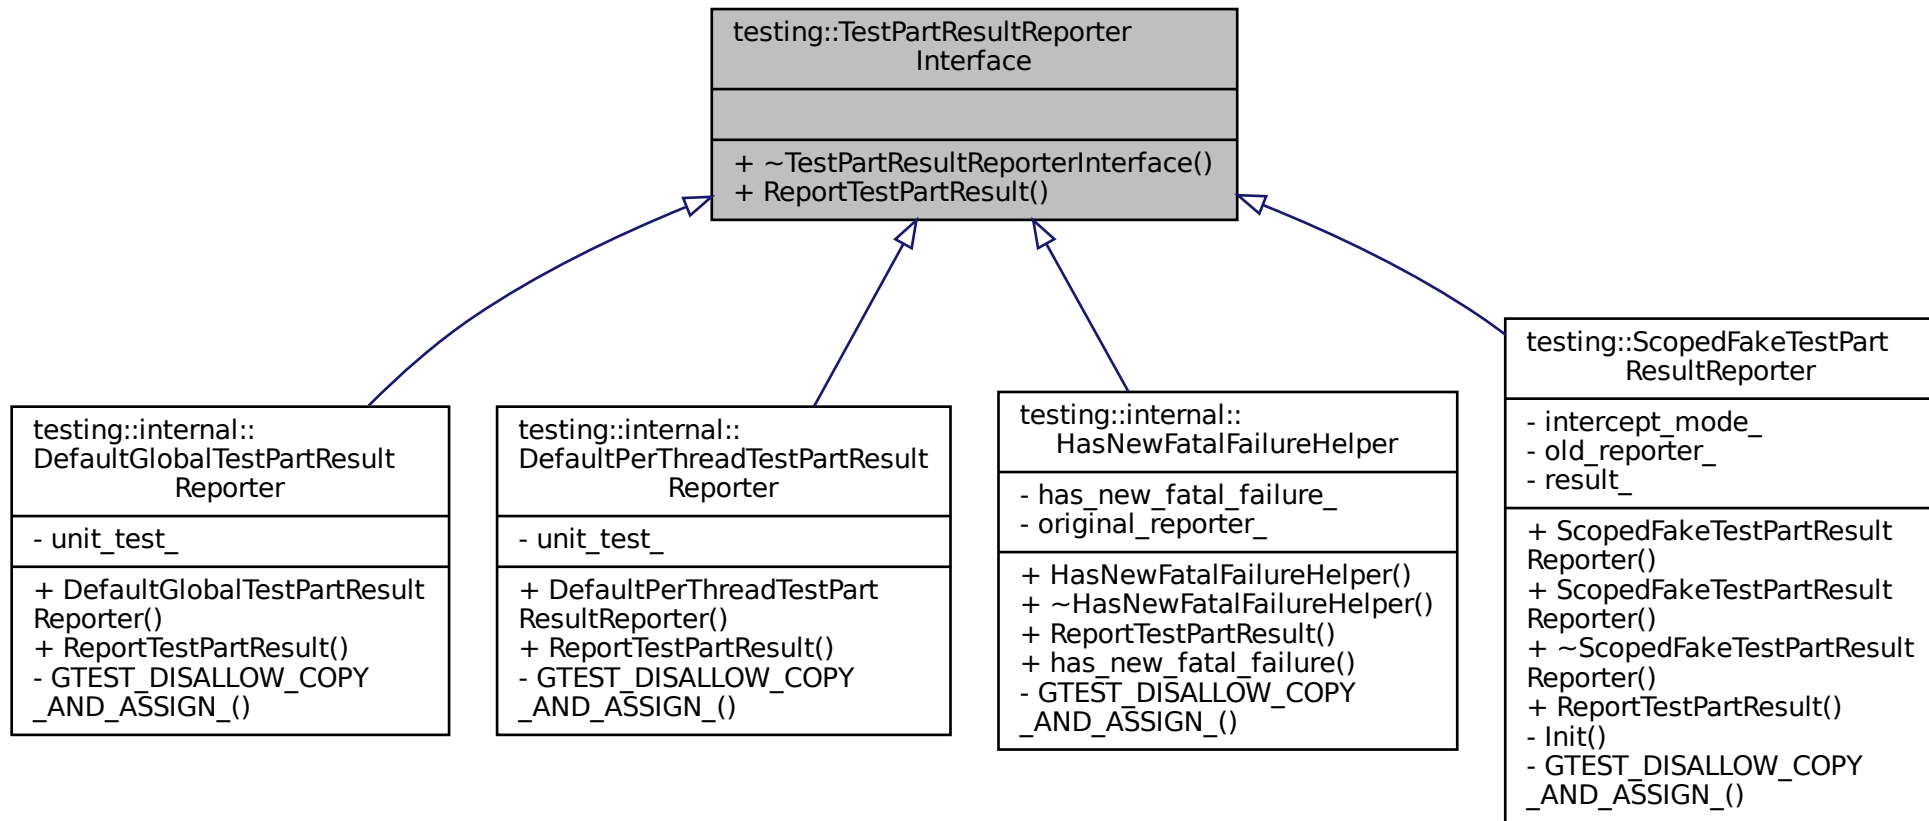 testing::TestPartResultReporter
Interface
+ ~TestPartResultReporterInterface()
+ ReportTestPartResult()
testing::internal::
DefaultGlobalTestPartResult
Reporter
- unit_test_
+ DefaultGlobalTestPartResult
Reporter()
+ ReportTestPartResult()
- GTEST_DISALLOW_COPY
_AND_ASSIGN_()
testing::internal::
DefaultPerThreadTestPartResult
Reporter
- unit_test_
+ DefaultPerThreadTestPart
ResultReporter()
+ ReportTestPartResult()
- GTEST_DISALLOW_COPY
_AND_ASSIGN_()
testing::internal::
HasNewFatalFailureHelper
- has_new_fatal_failure_
- original_reporter_
+ HasNewFatalFailureHelper()
+ ~HasNewFatalFailureHelper()
+ ReportTestPartResult()
+ has_new_fatal_failure()
- GTEST_DISALLOW_COPY
_AND_ASSIGN_()
testing::ScopedFakeTestPart
ResultReporter
- intercept_mode_
- old_reporter_
- result_
+ ScopedFakeTestPartResult
Reporter()
+ ScopedFakeTestPartResult
Reporter()
+ ~ScopedFakeTestPartResult
Reporter()
+ ReportTestPartResult()
- Init()
- GTEST_DISALLOW_COPY
_AND_ASSIGN_()